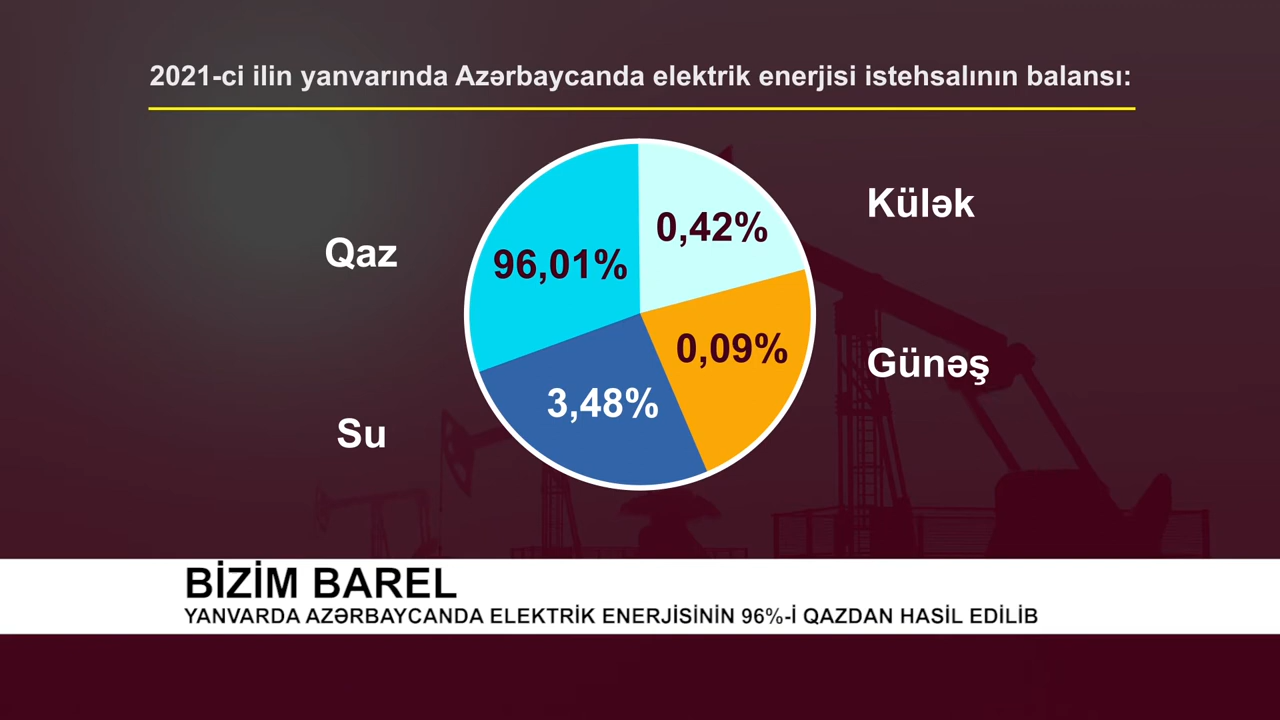 2021-ci ilin yanvarında Azərbaycanda elektrik enerjisi istehsalının balansı:
Qaz
96,01%
0,42%
Külək
Su
3,48%
0,09%
Günəş
BİZİM BAREL
YANVARDA AZƏRBAYCANDA ELEKTRİK ENERJİSİNİN 96%-İ QAZDAN HASİL EDİLİB